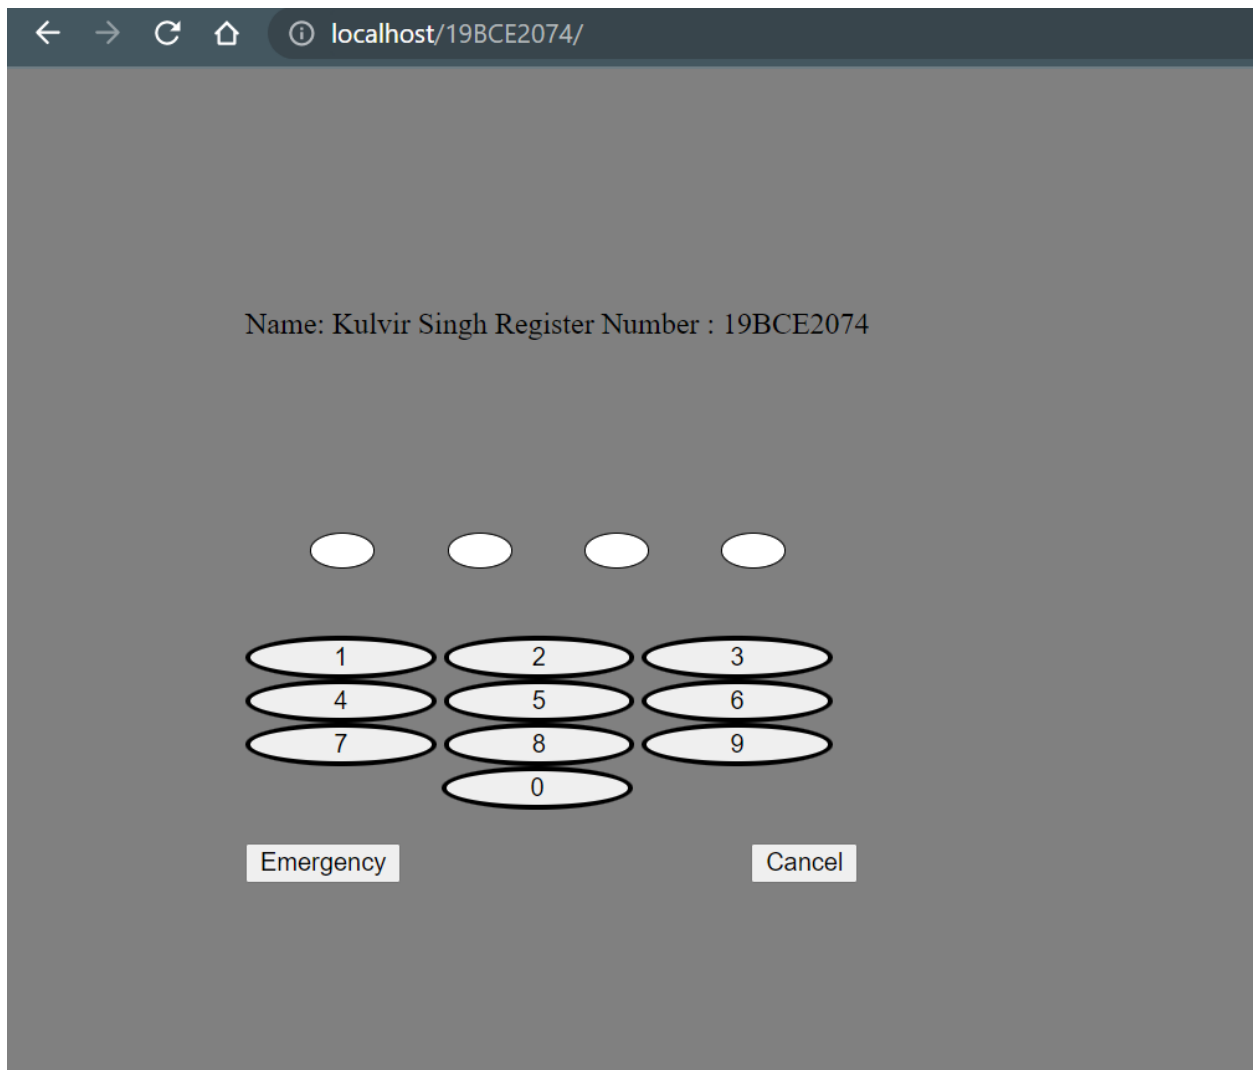 localhost/19BCE2074/
Name: Kulvir Singh Register Number : 19BCE2074
1 2 3
4 5 6
7 8 9
0
Emergency Cancel